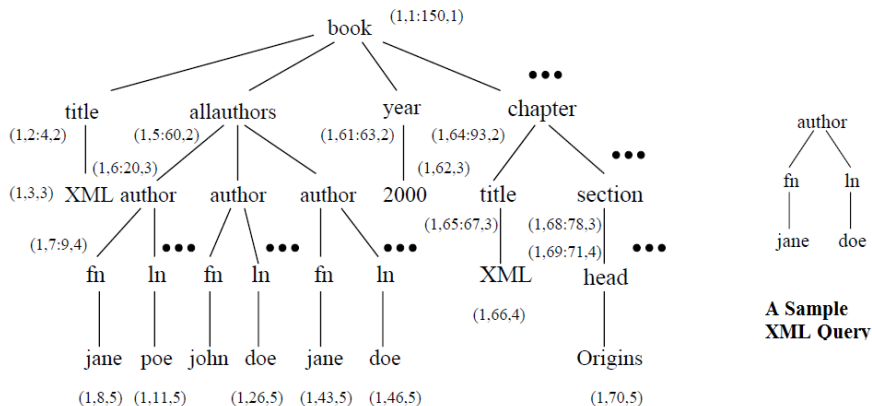 book (1,1:150,1)
title allauthors year chapter
(1,2:4,2) (1,5:60,2) (1,61:63,2) (1,64:93,2)
author
(1,6:20,3) (1,62,3)
(1,3,3) XML author author author 2000 title section
fn ln
(1,65:67,3) (1,68:78,3)
(1,7:9,4) (1,69:71,4)
jane doe
fn ln fn ln fn ln XML head
(1,66,4)
A Sample
XML Query
jane poe john doe jane doe Origins
(1,8,5) (1,11,5) (1,26,5) (1,43,5) (1,46,5) (1,70,5)